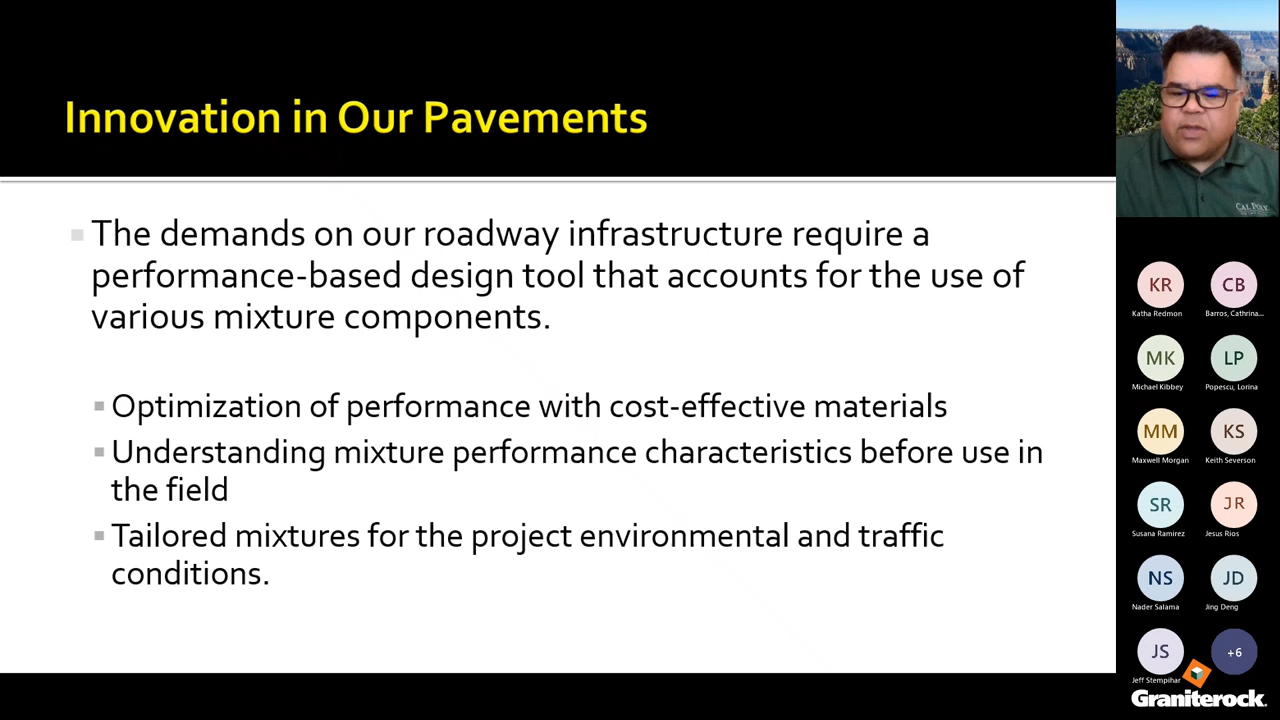 Innovation in Our Pavements
The demands on our roadway infrastructure require a
performance-based design tool that accounts for the use of
various mixture components.
Optimization of performance with cost-effective materials
Understanding mixture performance characteristics before use in
the field
Tailored mixtures for the project environmental and traffic
conditions.
CAL POLY
KR
CB
Katha Redmon
Barros, Cathrina...
MK
LP
Michael Kibbey
Popescu, Lorina
MM
KS
Maxwell Morgan
Keith Severson
SR
JR
Susana Ramirez
Jesus Rios
NS
JD
Nader Salama
Jing Deng
JS
+6
Jeff Stempihar
Graniterock.